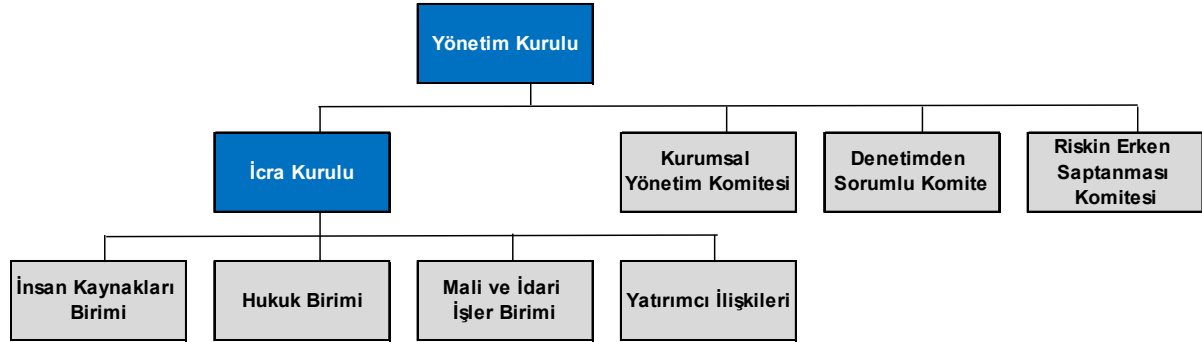 Yönetim Kurulu
İcra Kurulu
Kurumsal
Yönetim Komitesi
Denetimden
Sorumlu Komite
Riskin Erken
Saptanması
Komitesi
İnsan Kaynakları
Birimi
Hukuk Birimi
Mali ve İdari
İşler Birimi
Yatırımcı İlişkileri